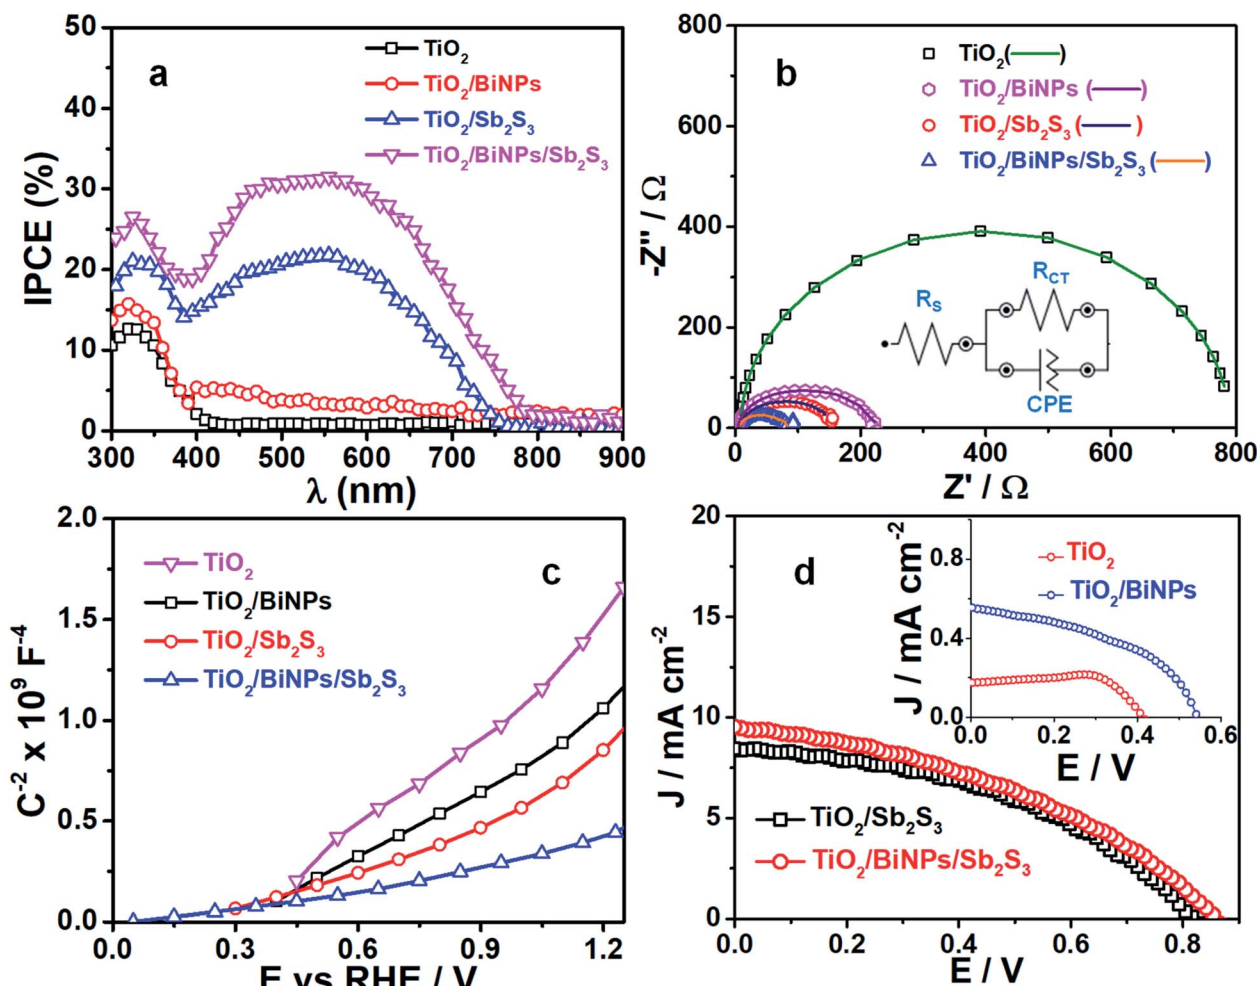 a
TiO2
TiO2/BiNPs
TiO2/Sb2S3
TiO2/BiNPs/Sb2S3
IPCE (%)
50
40
30
20
10
0
300 400 500 600 700 800 900
λ (nm)
b
TiO2( )
TiO2/BiNPs ( )
TiO2/Sb2S3 ( )
TiO2/BiNPs/Sb2S3 ( )
-Z'' / Ω
800
600
400
200
0
RS
RCT
CPE
0 200 400 600 800
Z' / Ω
c
TiO2
TiO2/BiNPs
TiO2/Sb2S3
TiO2/BiNPs/Sb2S3
C-2 x 109 F-4
2.0
1.5
1.0
0.5
0.0
0.0 0.3 0.6 0.9 1.2
E vs RHE / V
d
J / mA cm-2
20
15
10
5
0
TiO2
TiO2/BiNPs
J / mA cm-2
0.8
0.4
0.0
0.0 0.2 0.4 0.6
E / V
TiO2/Sb2S3
TiO2/BiNPs/Sb2S3
0.0 0.2 0.4 0.6 0.8
E / V